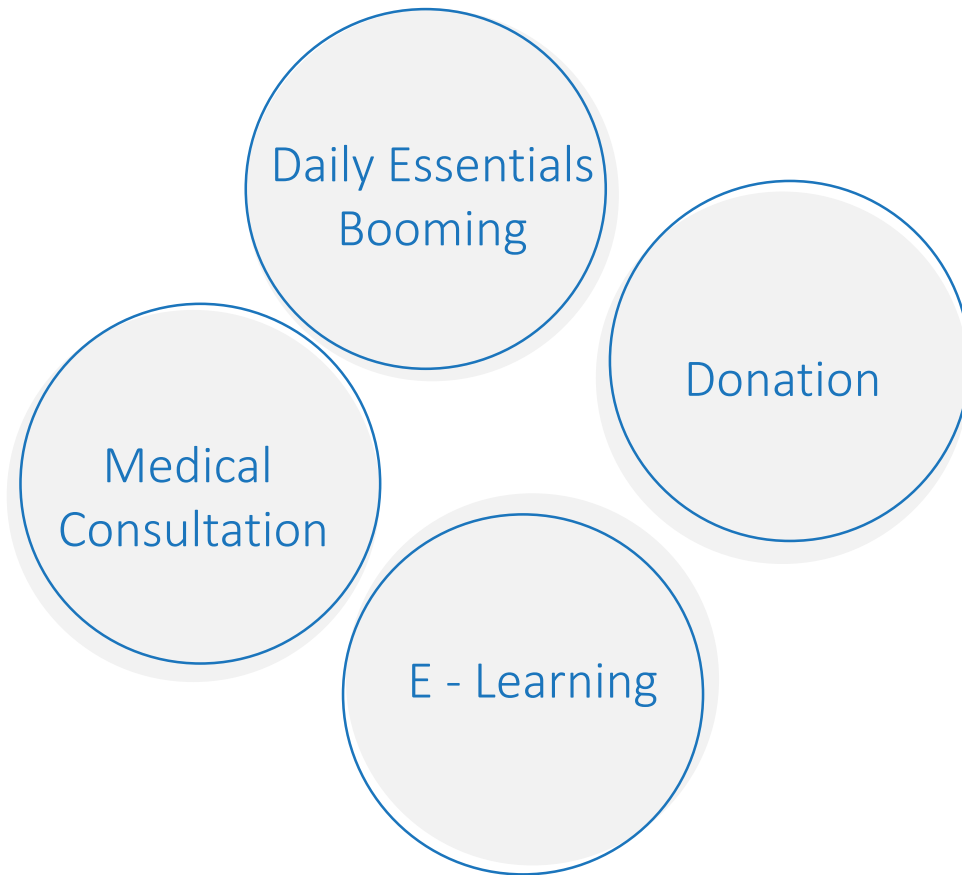 Daily Essentials
Booming
Donation
Medical
Consultation
E - Learning